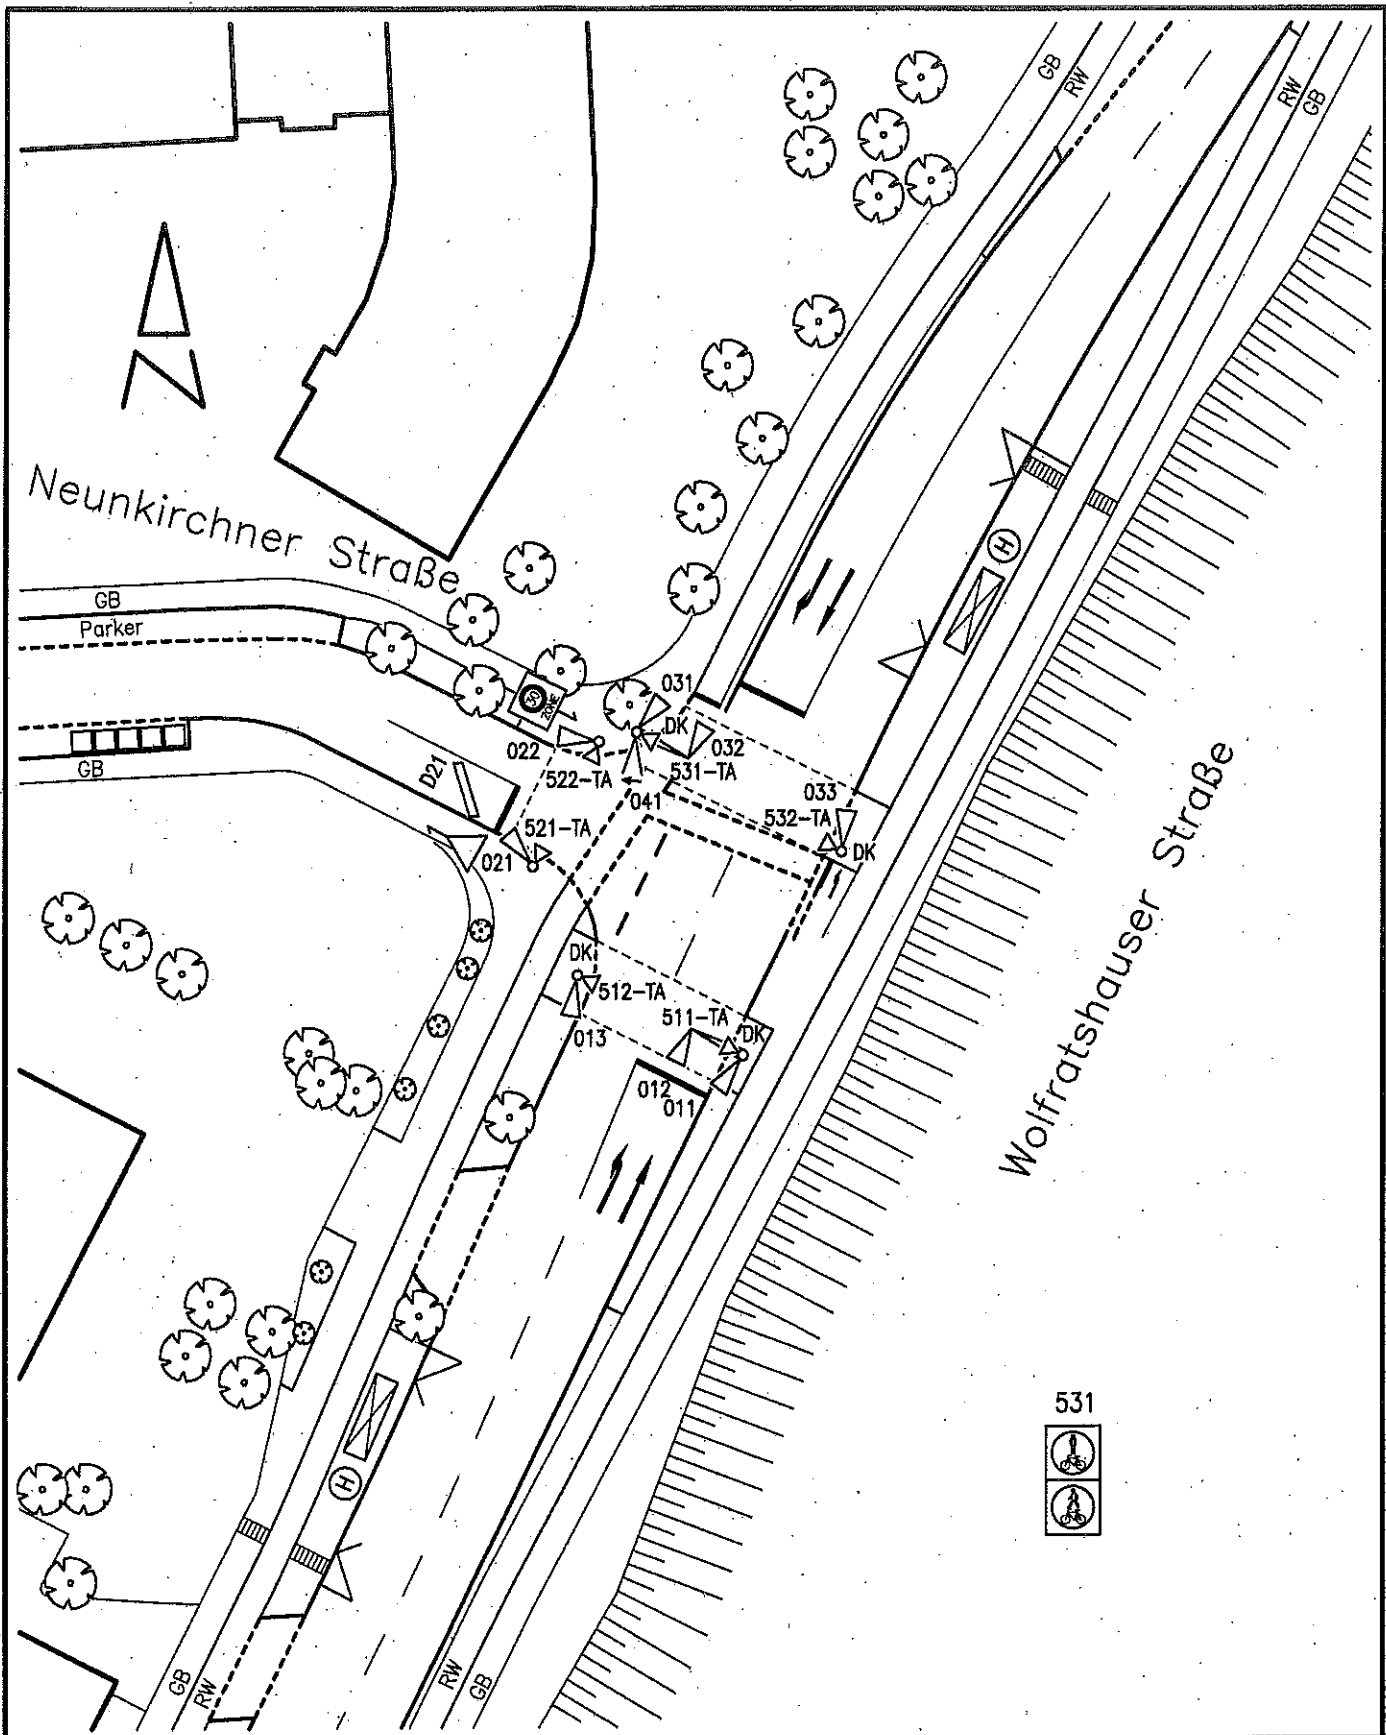 GB
RW
RW
GB
N
Neunkirchner Straße
H
GB
Parker
30
ZONE
031
DK
022
032
D21
522-TA
531-TA
GB
041
033
532-TA
521-TA
DK
021
Wolfratshauser Straße
DK
512-TA
511-TA
DK
013
012
011
531
H
GB
RW
RW
GB